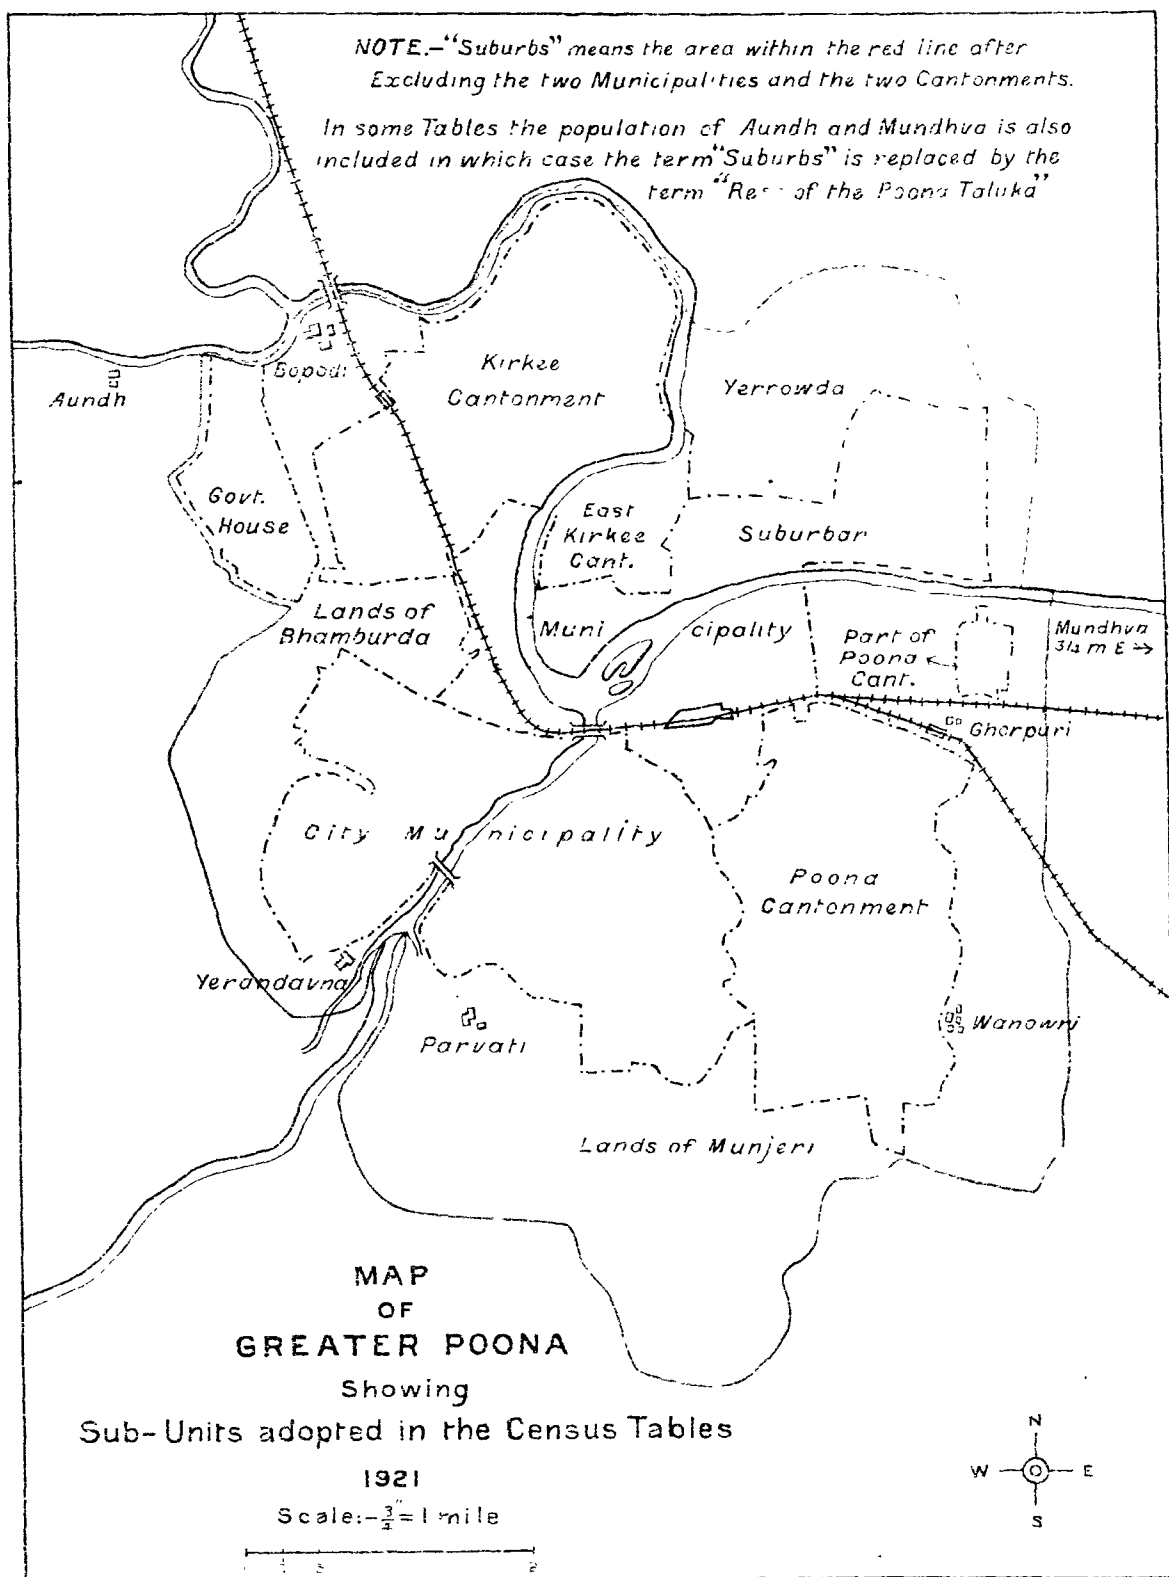 NOTE.-"Suburbs" means the area within the red line after
Excluding the two Municipalities and the two Cantonments.
In some Tables the population of Aundh and Mundhva is also
included in which case the term "Suburbs" is replaced by the
term "Rest of the Poona Taluka"
Aundh
Bopodi
Kirkee
Cantonment
Yerrowda
Govt.
House
East
Kirkee
Cant.
Suburban
Lands of
Bhamburda
Municipality
Part of
Poona
Cant.
Mundhva
3¼ m E →
Ghorpuri
City Municipality
Poona
Cantonment
Yerandavna
Parvati
Wanowri
Lands of Munjeri
MAP
OF
GREATER POONA
Showing
Sub-Units adopted in the Census Tables
1921
Scale:-¾"=1 mile
2
N
W E
S